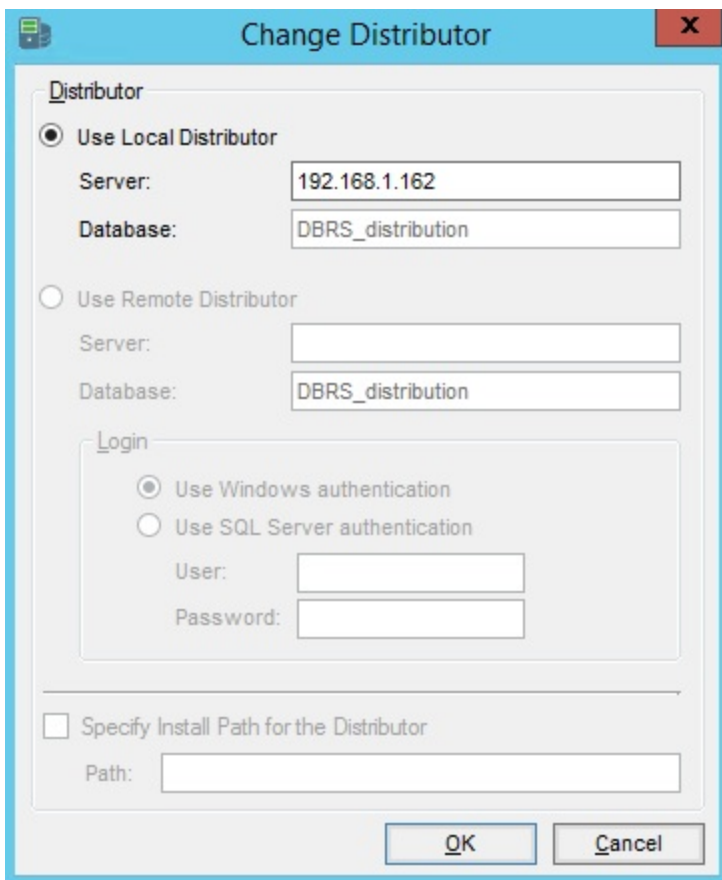 Change Distributor
X
Distributor
Use Local Distributor
Server: 192.168.1.162
Database: DBRS_distribution
Use Remote Distributor
Server:
Database: DBRS_distribution
Login
Use Windows authentication
Use SQL Server authentication
User:
Password:
Specify Install Path for the Distributor
Path:
OK Cancel